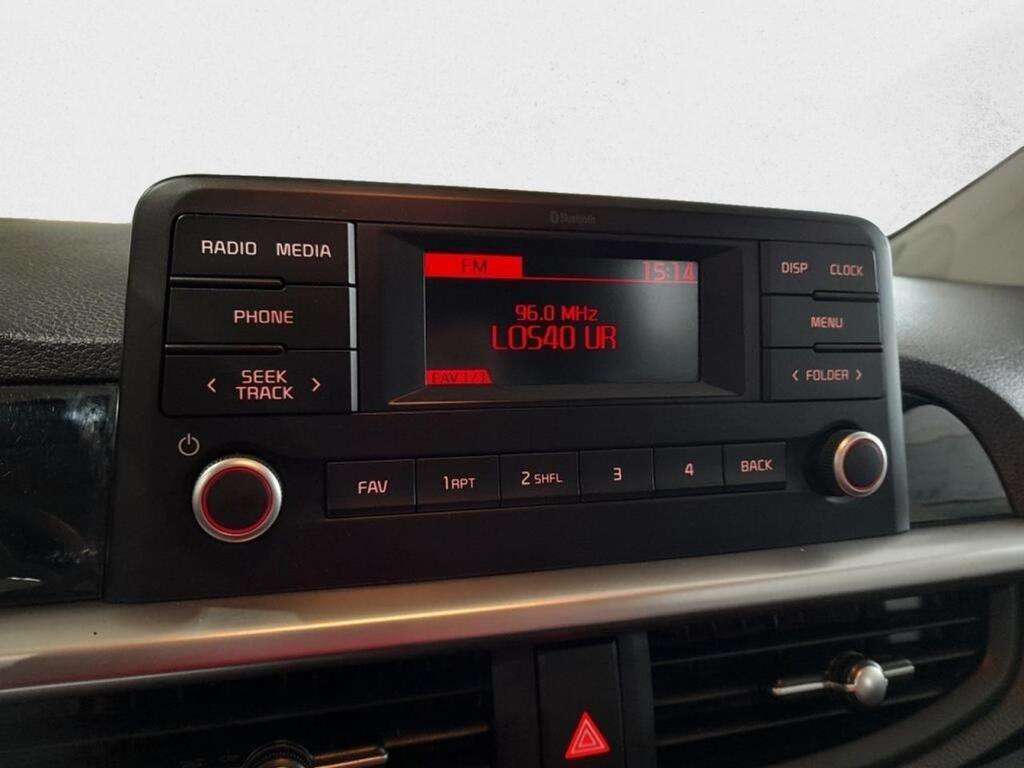 Bluetooth
RADIO MEDIA
PHONE
< SEEK >
TRACK
FM
15:14
96.0 MHz
LOS40 UR
FAV 1/3
DISP CLOCK
MENU
< FOLDER >
FAV
1 RPT
2 SHFL
3
4
BACK